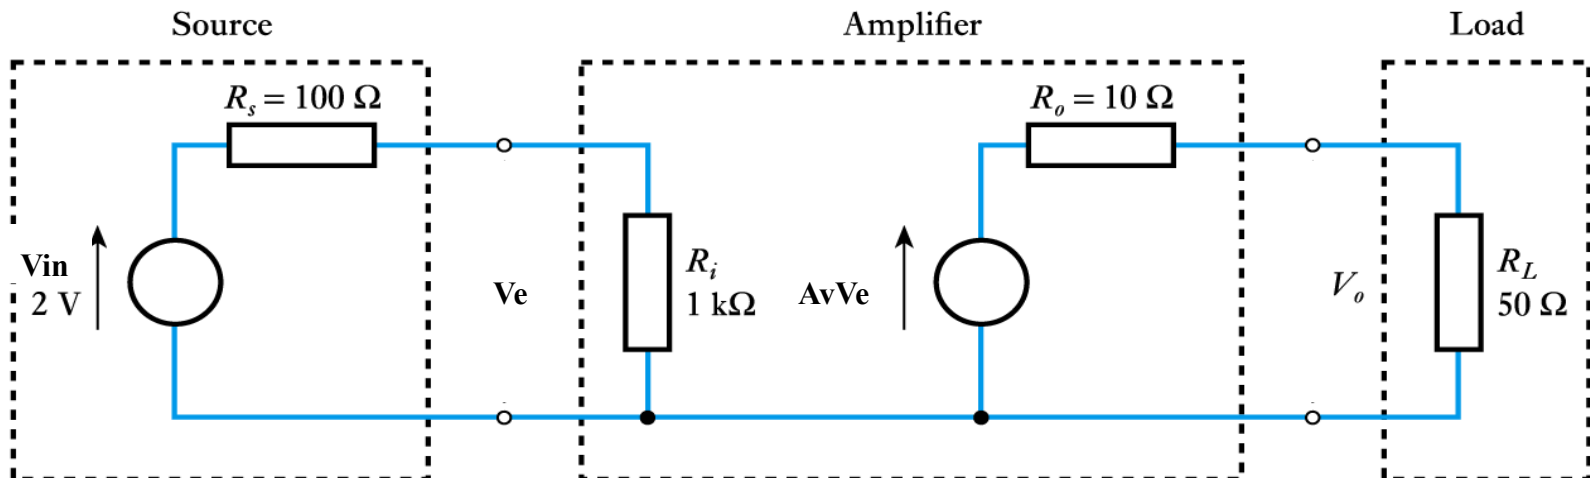 Source
Amplifier
Load
Rs = 100 Ω
Ro = 10 Ω
Vin
2 V
Ve
Ri
1 kΩ
AvVe
Vo
RL
50 Ω